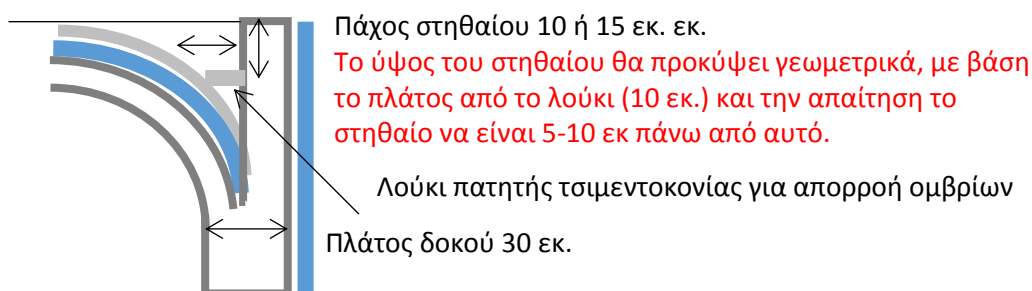 Πάχος στηθαίου 10 ή 15 εκ. εκ.
Το ύψος του στηθαίου θα προκύψει γεωμετρικά, με βάση
το πλάτος από το λούκι (10 εκ.) και την απαίτηση το
στηθαίο να είναι 5-10 εκ πάνω από αυτό.
Λούκι πατητής τσιμεντοκονίας για απορροή ομβρίων
Πλάτος δοκού 30 εκ.